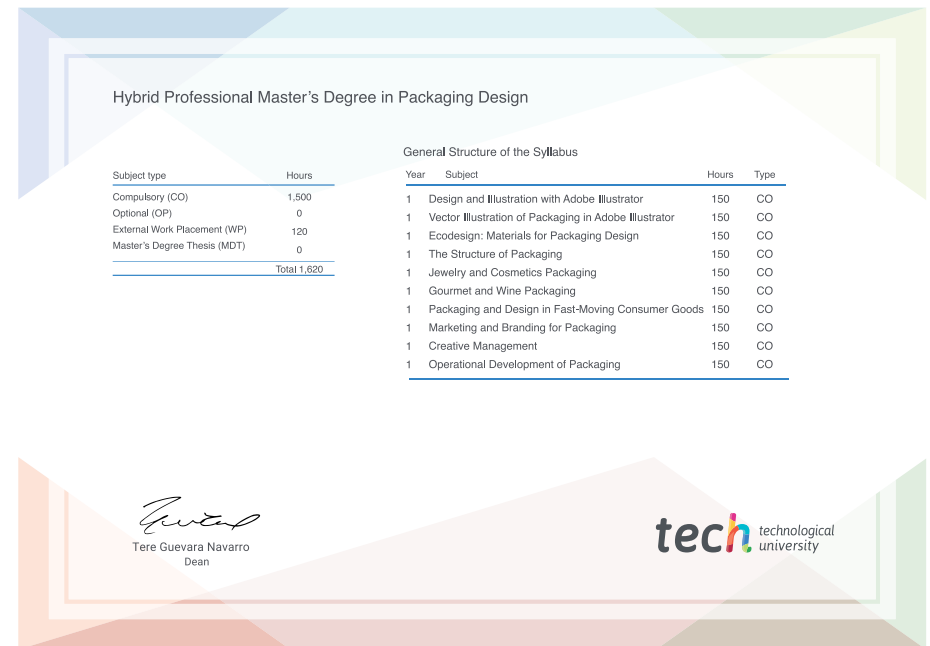 Hybrid Professional Master's Degree in Packaging Design
General Structure of the Syllabus
Subject type Hours
Compulsory (CO) 1,500
Optional (OP) 0
External Work Placement (WP) 120
Master's Degree Thesis (MDT) 0
Total 1,620
Year Subject Hours Type
1 Design and Illustration with Adobe Illustrator 150 CO
1 Vector Illustration of Packaging in Adobe Illustrator 150 CO
1 Ecodesign: Materials for Packaging Design 150 CO
1 The Structure of Packaging 150 CO
1 Jewelry and Cosmetics Packaging 150 CO
1 Gourmet and Wine Packaging 150 CO
1 Packaging and Design in Fast-Moving Consumer Goods 150 CO
1 Marketing and Branding for Packaging 150 CO
1 Creative Management 150 CO
1 Operational Development of Packaging 150 CO
Tere Guevara Navarro
Dean
tech technological
university